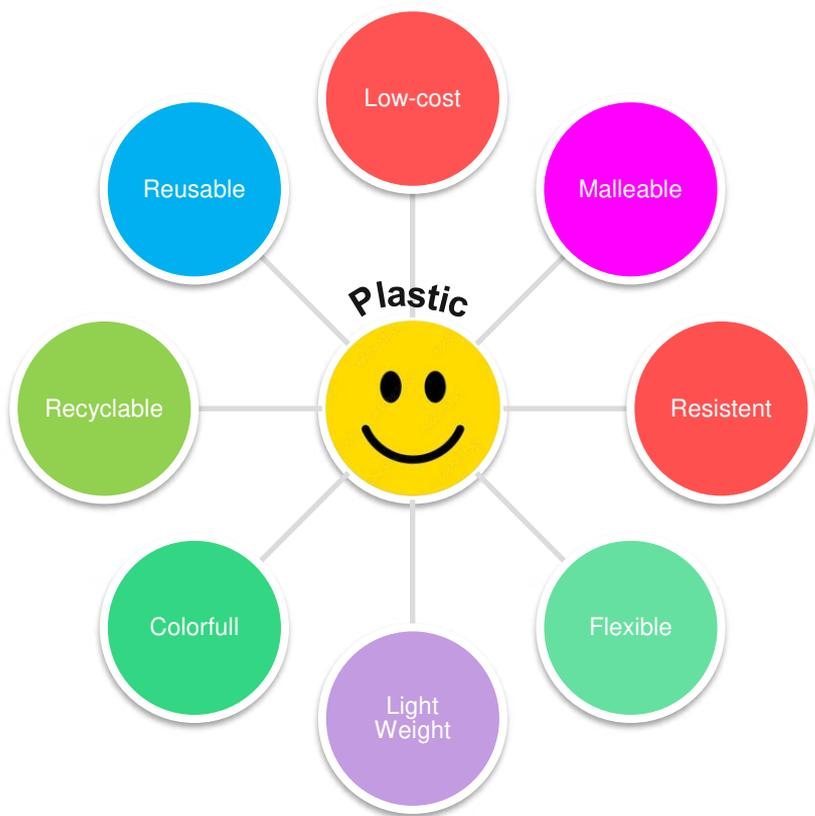 Low-cost
Reusable
Malleable
Plastic
Recyclable
Resistent
Colorfull
Flexible
Light
Weight